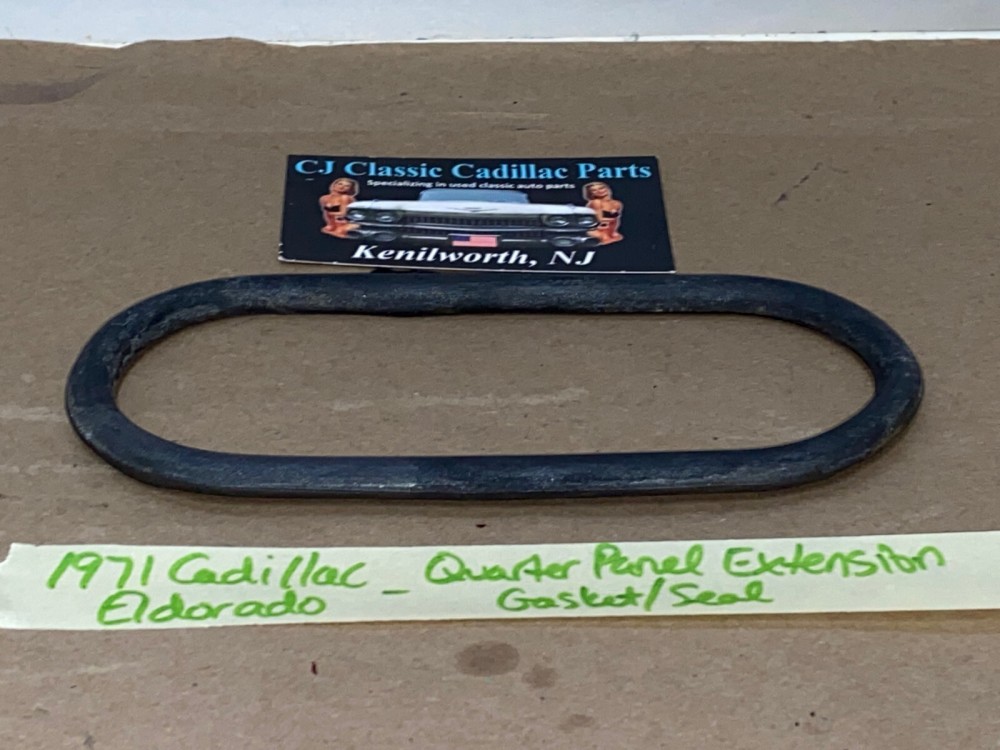 CJ Classic Cadillac Parts
Specializing in used classic auto parts
Kenilworth, NJ
1971 Cadillac - Quarter Panel Extension
Eldorado Gasket/Seal